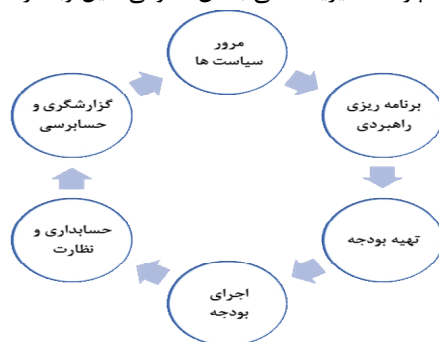 مرور
سیاست ها
برنامه ریزی
راهبردی
تهیه بودجه
اجرای
بودجه
حسابداری و
نظارت
گزارشگری و
حسابرسی